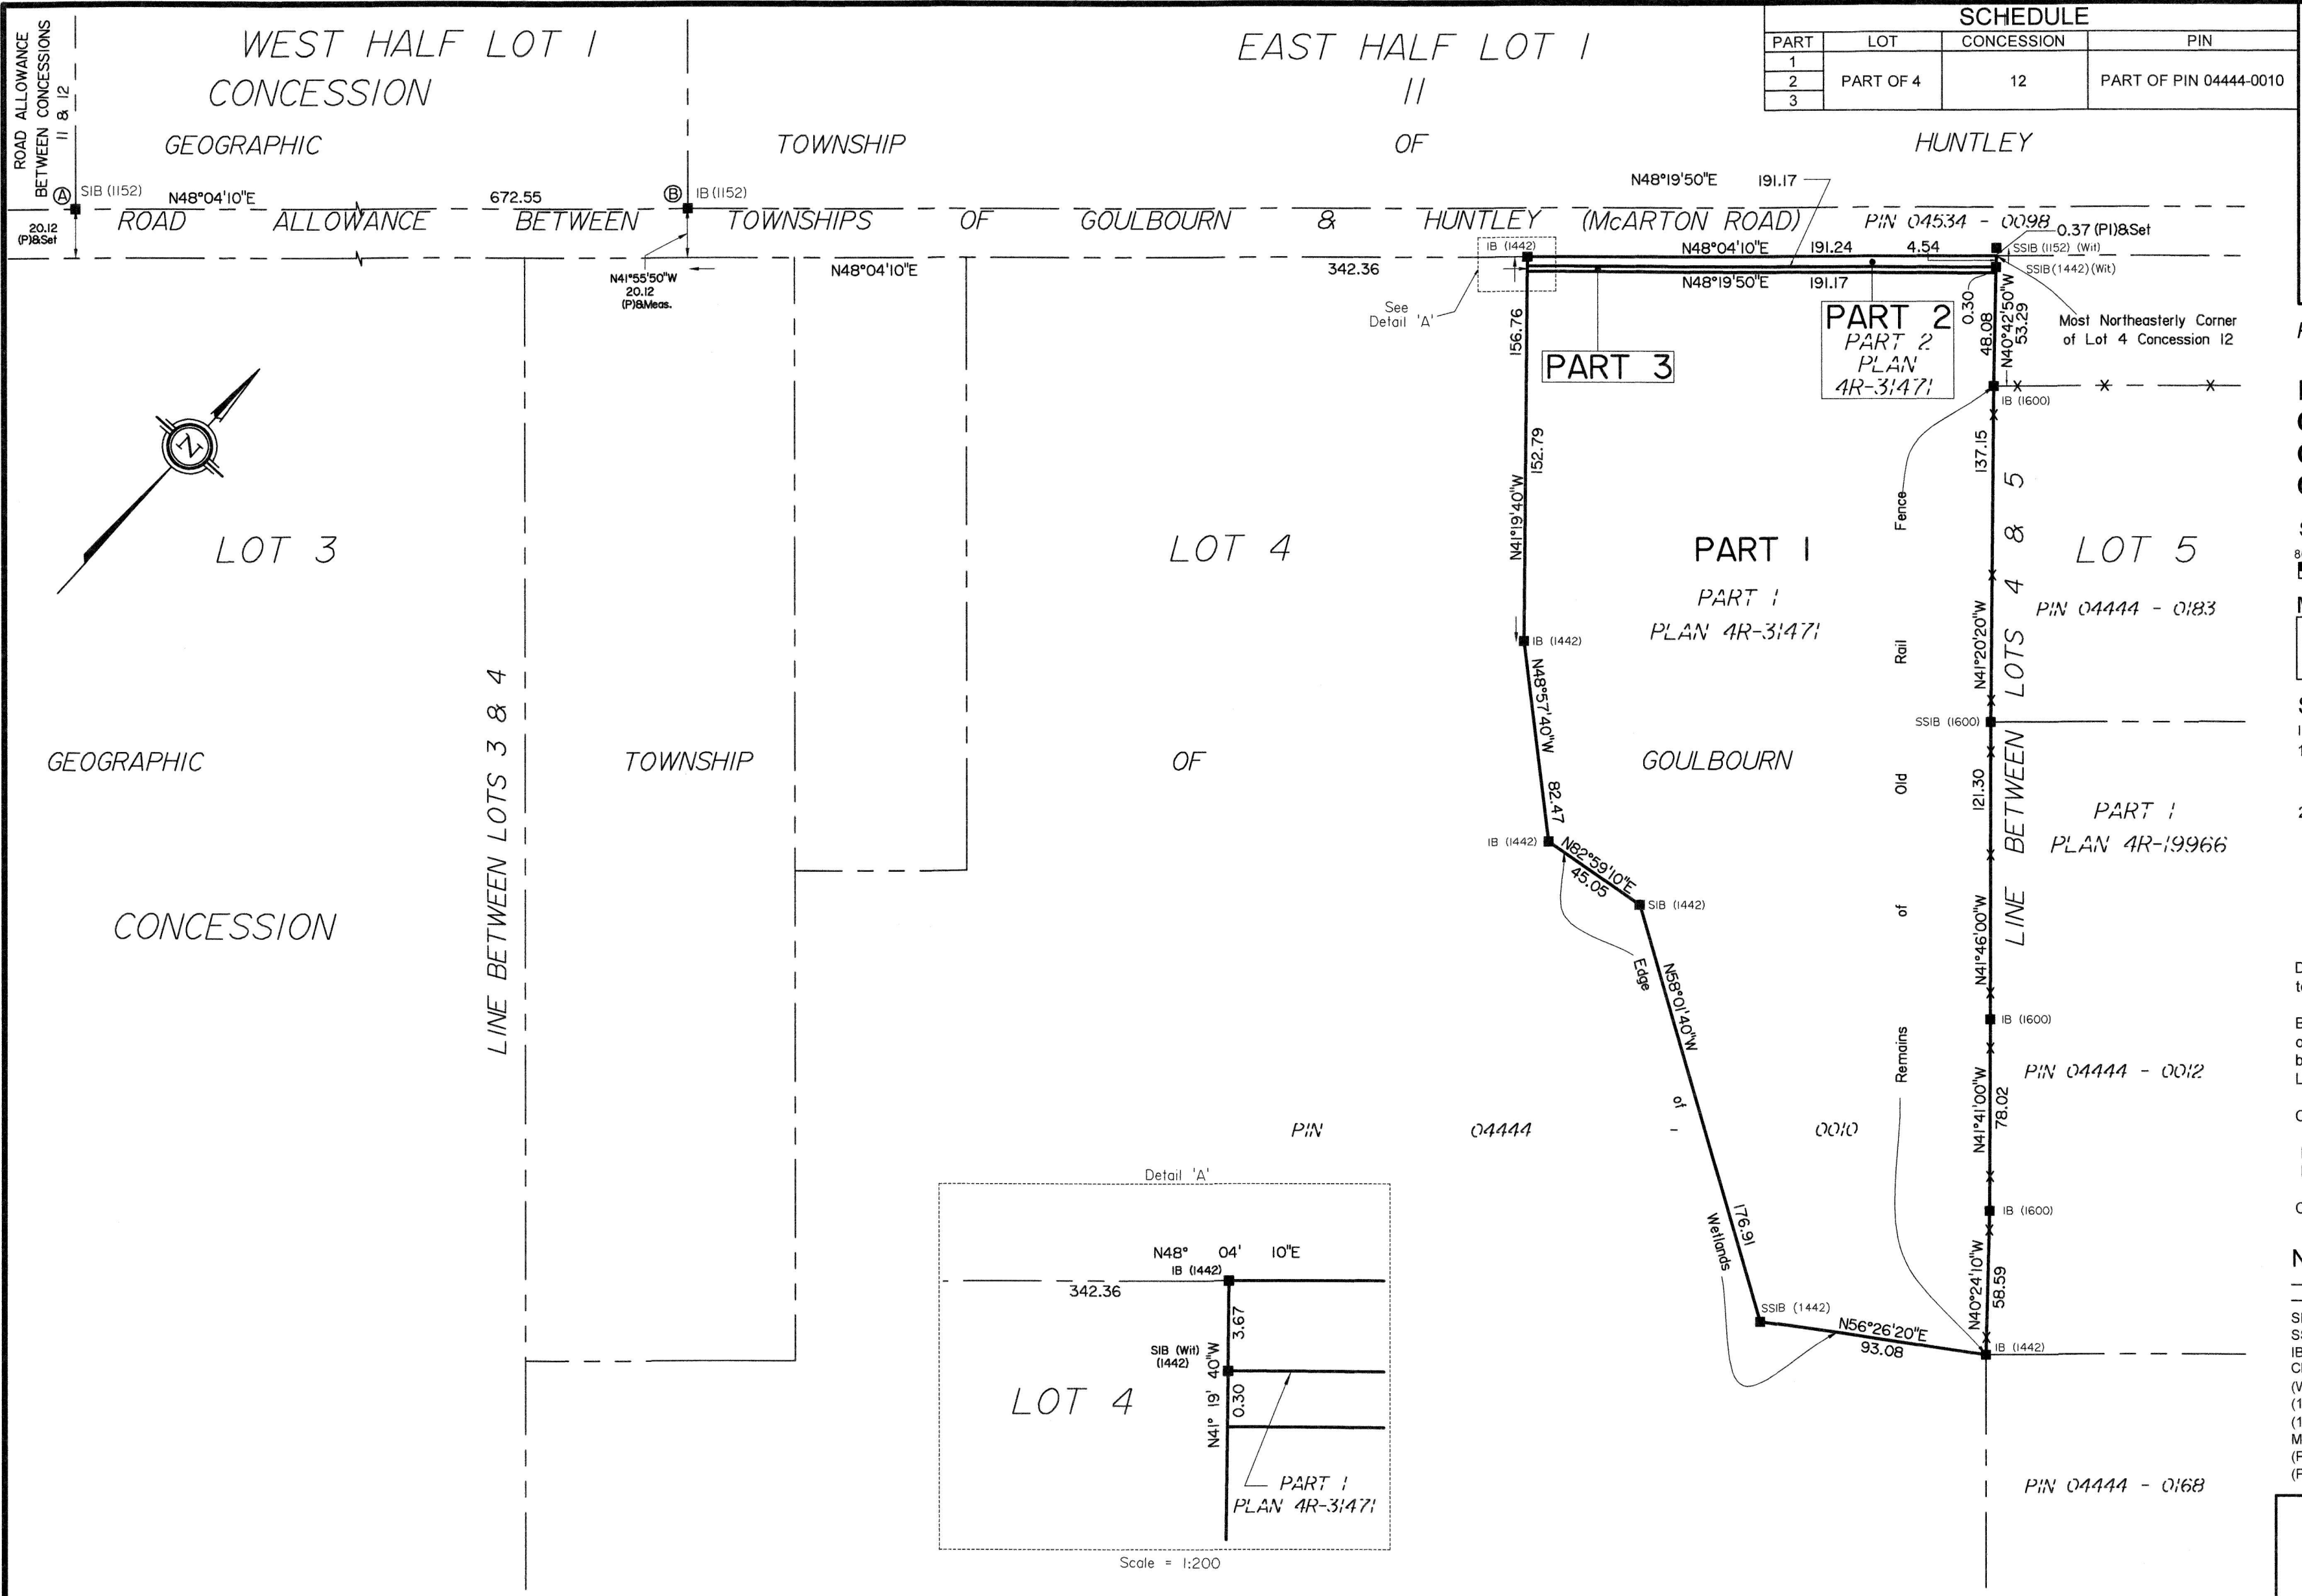 SCHEDULE
PART LOT CONCESSION PIN
1
2 PART OF 4 12 PART OF PIN 04444-0010
3
ROAD ALLOWANCE
BETWEEN CONCESSIONS
11 & 12
WEST HALF LOT 1
CONCESSION
EAST HALF LOT 1
11
GEOGRAPHIC TOWNSHIP OF HUNTLEY
A SIB (1152)
N48°04'10"E 672.55
B IB (1152)
N48°19'50"E 191.17
ROAD ALLOWANCE BETWEEN TOWNSHIPS OF GOULBOURN & HUNTLEY (McARTON ROAD) PIN 04534 - 0098
20.12
(P)&Set
N41°55'50"W
20.12
(P)&Meas.
N48°04'10"E 342.36
IB (1442)
N48°04'10"E 191.24 4.54
0.37 (P1)&Set
SSIB (1152) (Wit)
SSIB (1442) (Wit)
N48°19'50"E 191.17
See
Detail 'A'
PART 3
PART 2
PART 2
PLAN
4R-31471
0.30
48.08
N40°42'50"W
53.29
Most Northeasterly Corner
of Lot 4 Concession 12
IB (1600)
156.76
152.79
N41°19'40"W
137.15
N
LOT 3
LOT 4
PART 1
PART 1
PLAN 4R-31471
LOT 5
PIN 04444 - 0183
IB (1442)
N41°20'20"W
SSIB (1600)
N48°57'40"W 82.47
LINE BETWEEN LOTS 3 & 4
LINE BETWEEN LOTS 4 & 5
Remains of Old Rail Fence
GEOGRAPHIC TOWNSHIP OF GOULBOURN
121.30
PART 1
PLAN 4R-19966
IB (1442)
N82°59'10"E
45.05
SIB (1442)
CONCESSION
N41°46'00"W
Edge of Wetlands
N58°01'40"W 176.91
IB (1600)
N41°41'00"W
78.02
PIN 04444 - 0012
PIN 04444 - 0010
IB (1600)
N40°24'10"W
58.59
SSIB (1442)
N56°26'20"E
93.08
IB (1442)
PIN 04444 - 0168
Detail 'A'
N48° 04' 10"E
IB (1442)
342.36
3.67
SIB (Wit)
(1442)
N41° 19' 40"W
0.30
LOT 4
PART 1
PLAN 4R-31471
Scale = 1:200